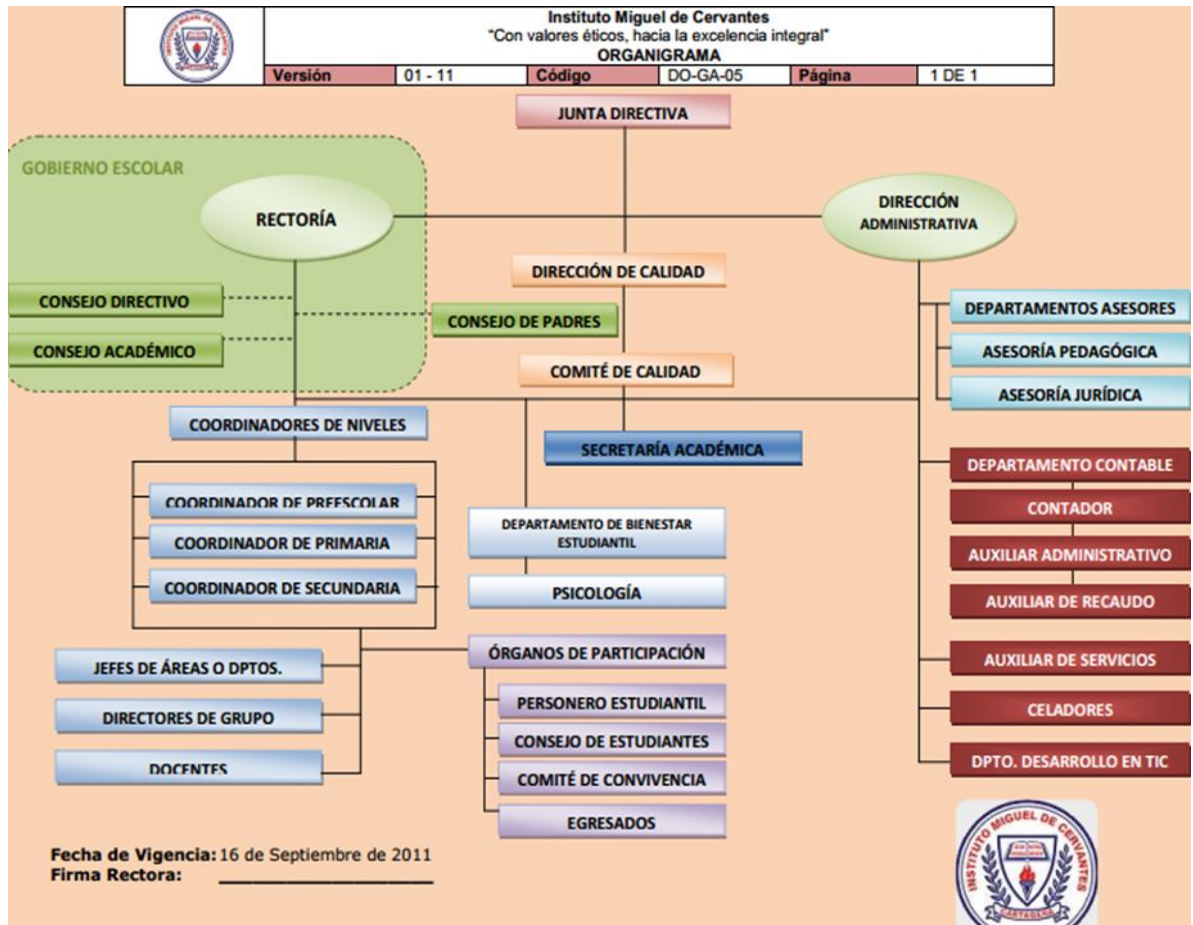 Instituto Miguel de Cervantes
"Con valores éticos, hacia la excelencia integral"
ORGANIGRAMA
Versión 01 - 11 Código DO-GA-05 Página 1 DE 1
JUNTA DIRECTIVA
GOBIERNO ESCOLAR
RECTORÍA
DIRECCIÓN
ADMINISTRATIVA
DIRECCIÓN DE CALIDAD
CONSEJO DIRECTIVO
CONSEJO DE PADRES
CONSEJO ACADÉMICO
COMITÉ DE CALIDAD
DEPARTAMENTOS ASESORES
ASESORÍA PEDAGÓGICA
ASESORÍA JURÍDICA
COORDINADORES DE NIVELES
SECRETARÍA ACADÉMICA
COORDINADOR DE PREESCOLAR
COORDINADOR DE PRIMARIA
COORDINADOR DE SECUNDARIA
DEPARTAMENTO DE BIENESTAR
ESTUDIANTIL
PSICOLOGÍA
DEPARTAMENTO CONTABLE
CONTADOR
AUXILIAR ADMINISTRATIVO
AUXILIAR DE RECAUDO
AUXILIAR DE SERVICIOS
CELADORES
DPTO. DESARROLLO EN TIC
JEFES DE ÁREAS O DPTOS.
DIRECTORES DE GRUPO
DOCENTES
ÓRGANOS DE PARTICIPACIÓN
PERSONERO ESTUDIANTIL
CONSEJO DE ESTUDIANTES
COMITÉ DE CONVIVENCIA
EGRESADOS
Fecha de Vigencia: 16 de Septiembre de 2011
Firma Rectora:
INSTITUTO MIGUEL DE CERVANTES
CARTAGENA